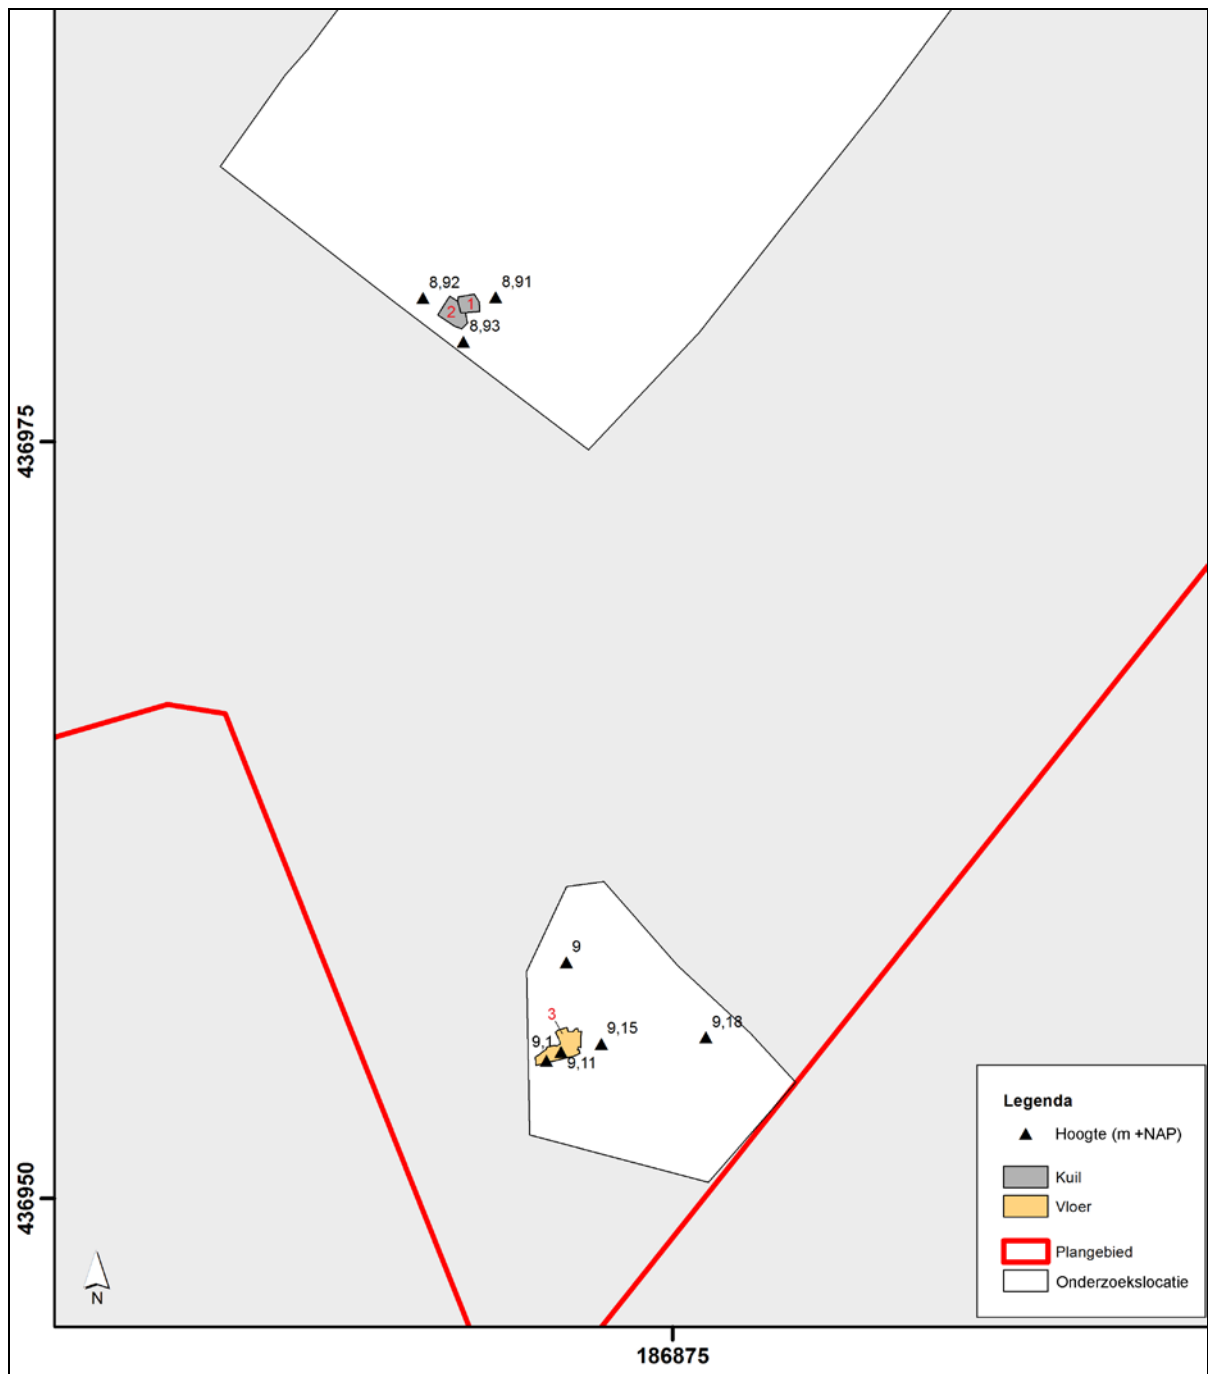 8,92
8,91
1
2
8,93
436975
9
3
9,1
9,15
9,18
9,11
Legenda
Hoogte (m +NAP)
Kuil
Vloer
Plangebied
Onderzoekslocatie
436950
N
186875